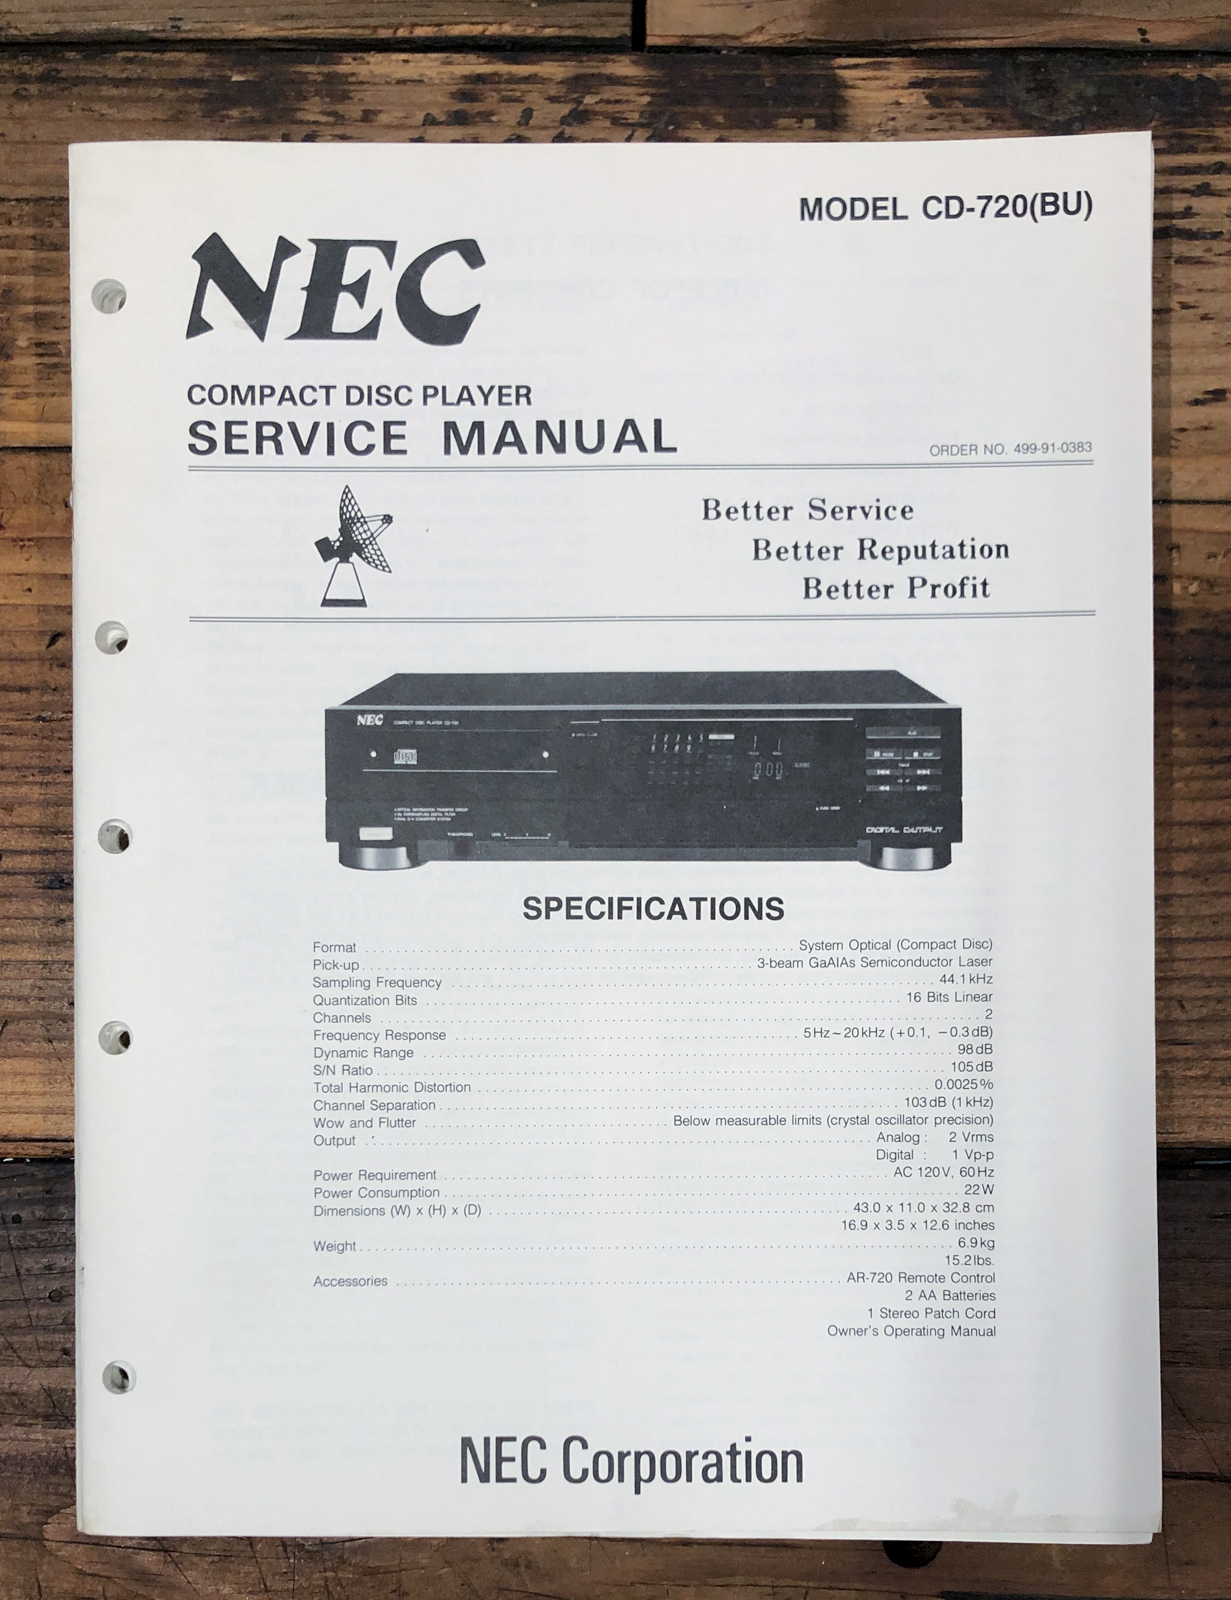 MODEL CD-720(BU)
NEC
COMPACT DISC PLAYER
SERVICE MANUAL
ORDER NO. 499-91-0383
Better Service
Better Reputation
Better Profit
NEC COMPACT DISC PLAYER CD-720
DIGITAL OUTPUT
SPECIFICATIONS
Format System Optical (Compact Disc)
Pick-up 3-beam GaAlAs Semiconductor Laser
Sampling Frequency 44.1kHz
Quantization Bits 16 Bits Linear
Channels 2
Frequency Response 5Hz~20kHz (+0.1, −0.3dB)
Dynamic Range 98dB
S/N Ratio 105dB
Total Harmonic Distortion 0.0025%
Channel Separation 103dB (1kHz)
Wow and Flutter Below measurable limits (crystal oscillator precision)
Output Analog : 2 Vrms
Digital : 1 Vp-p
Power Requirement AC 120V, 60Hz
Power Consumption 22W
Dimensions (W) x (H) x (D) 43.0 x 11.0 x 32.8 cm
16.9 x 3.5 x 12.6 inches
Weight 6.9kg
15.2lbs.
Accessories AR-720 Remote Control
2 AA Batteries
1 Stereo Patch Cord
Owner's Operating Manual
NEC Corporation